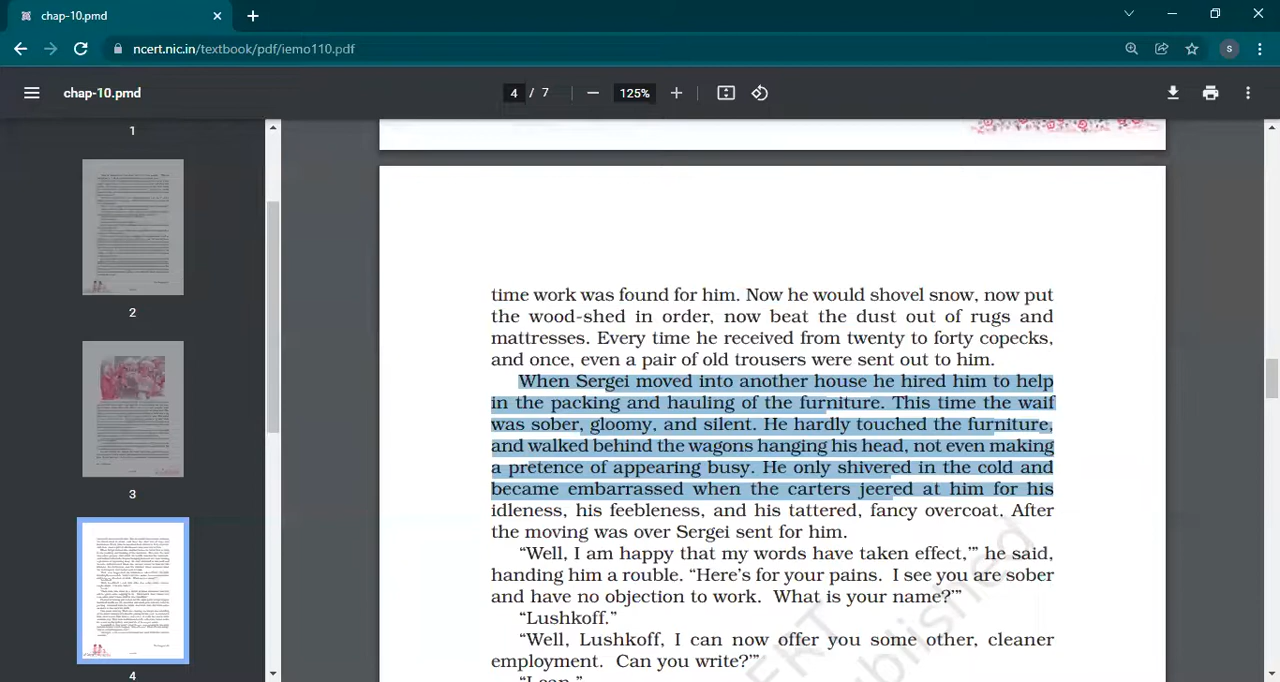 chap-10.pmd
ncert.nic.in/textbook/pdf/iemo110.pdf
s
chap-10.pmd
4 / 7
125%
1
2
3
4
time work was found for him. Now he would shovel snow, now put
the wood-shed in order, now beat the dust out of rugs and
mattresses. Every time he received from twenty to forty copecks,
and once, even a pair of old trousers were sent out to him.
When Sergei moved into another house he hired him to help
in the packing and hauling of the furniture. This time the waif
was sober, gloomy, and silent. He hardly touched the furniture,
and walked behind the wagons hanging his head, not even making
a pretence of appearing busy. He only shivered in the cold and
became embarrassed when the carters jeered at him for his
idleness, his feebleness, and his tattered, fancy overcoat. After
the moving was over Sergei sent for him.
“Well, I am happy that my words have taken effect,’” he said,
handing him a rouble. “Here’s for your pains. I see you are sober
and have no objection to work. What is your name?’”
“Lushkoff.”
“Well, Lushkoff, I can now offer you some other, cleaner
employment. Can you write?’”
“I can.”